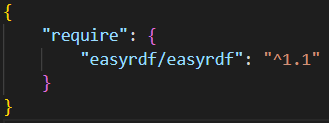 {
    "require": {
        "easyrdf/easyrdf": "^1.1"
    }
}